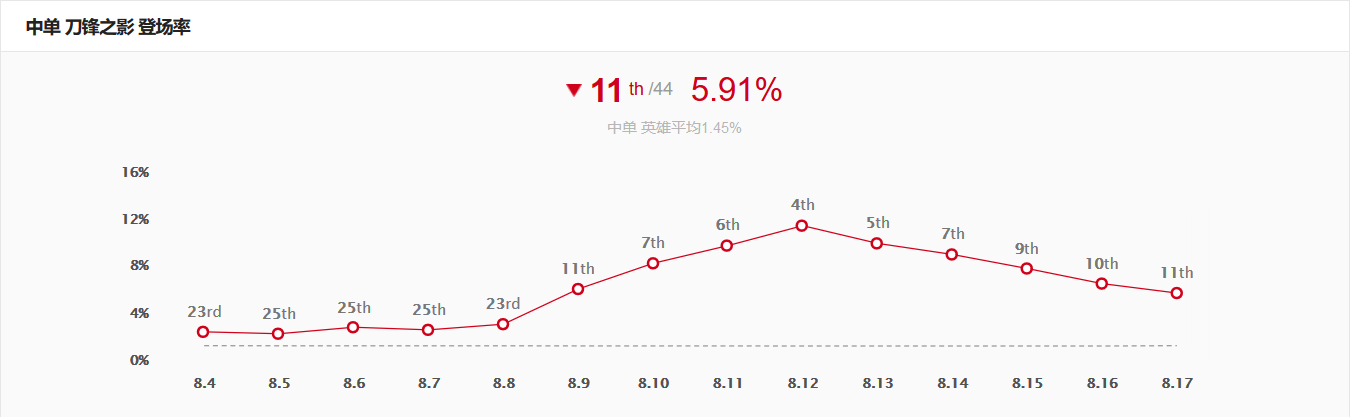 中单 刀锋之影 登场率
11 th /44 5.91%
中单 英雄平均1.45%
16%
12%
8%
4%
0%
23rd 25th 25th 25th 23rd 11th 7th 6th 4th 5th 7th 9th 10th 11th
8.4 8.5 8.6 8.7 8.8 8.9 8.10 8.11 8.12 8.13 8.14 8.15 8.16 8.17